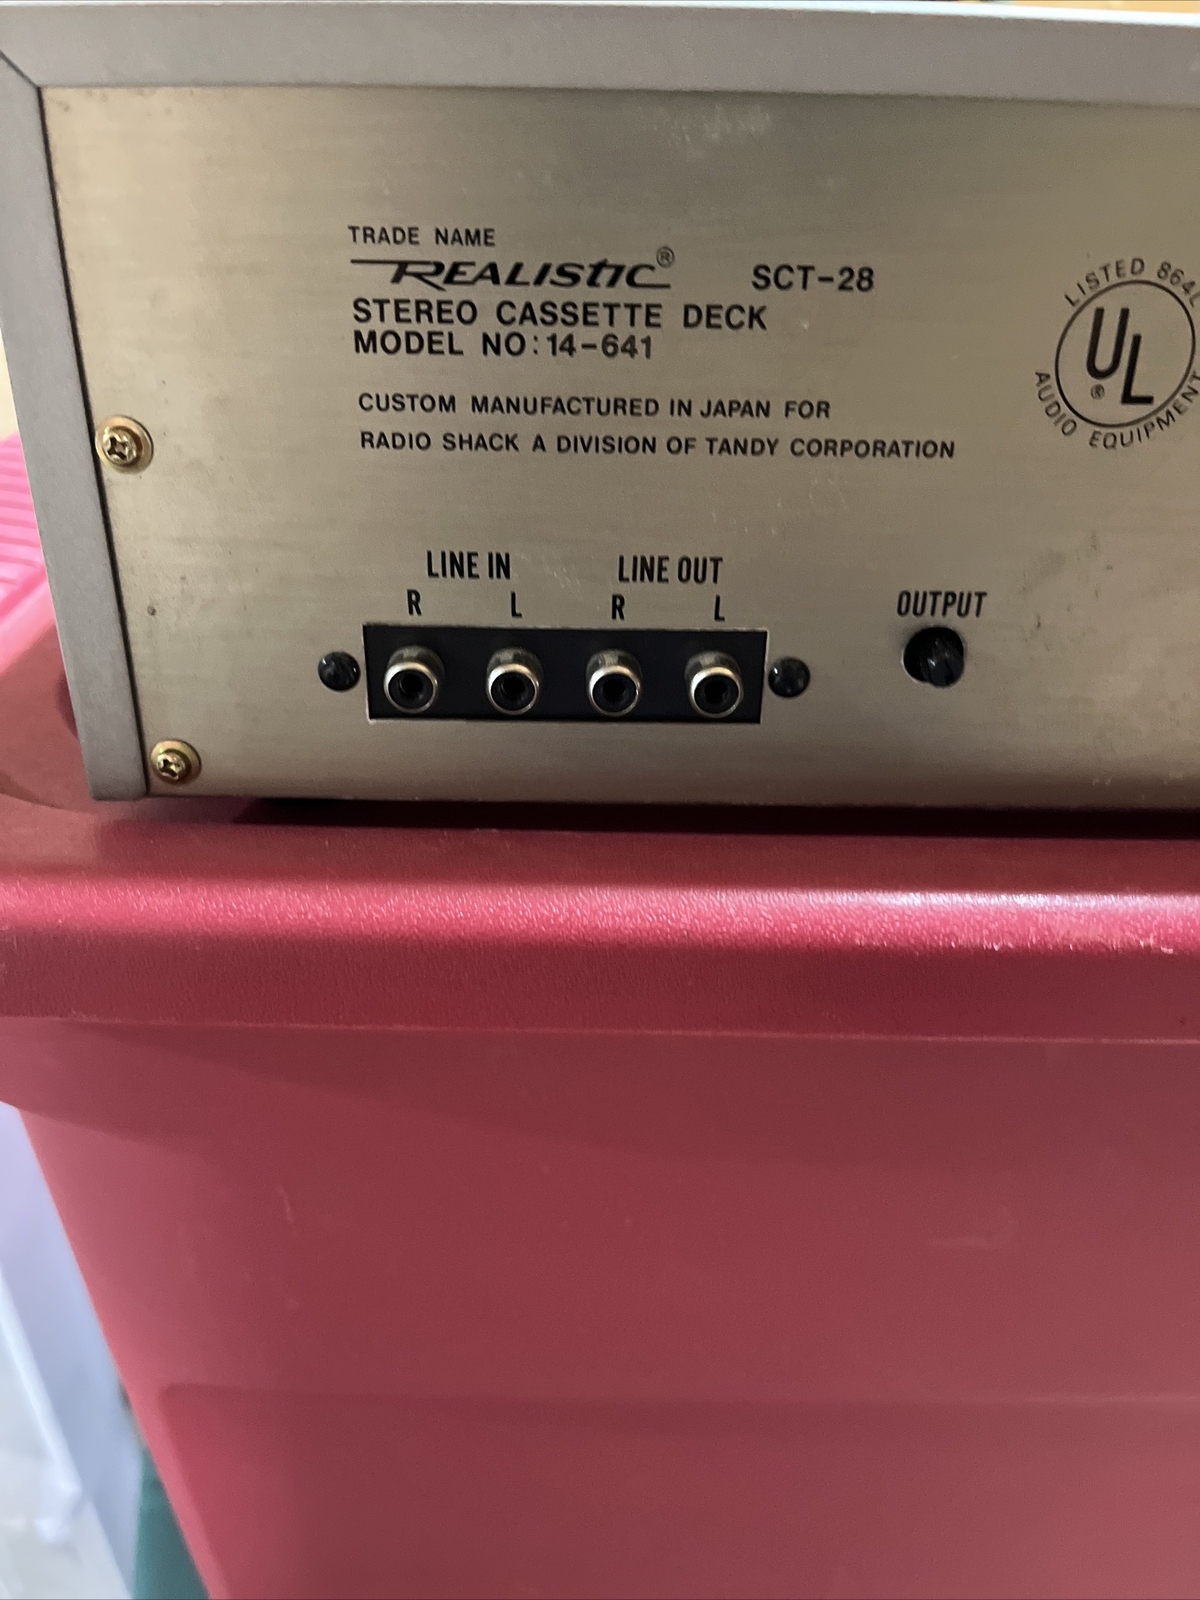 TRADE NAME
REALISTIC® SCT-28
STEREO CASSETTE DECK
MODEL NO: 14-641
CUSTOM MANUFACTURED IN JAPAN FOR
RADIO SHACK A DIVISION OF TANDY CORPORATION
LISTED
UL®
AUDIO EQUIPMENT
LINE IN LINE OUT
R L R L
OUTPUT